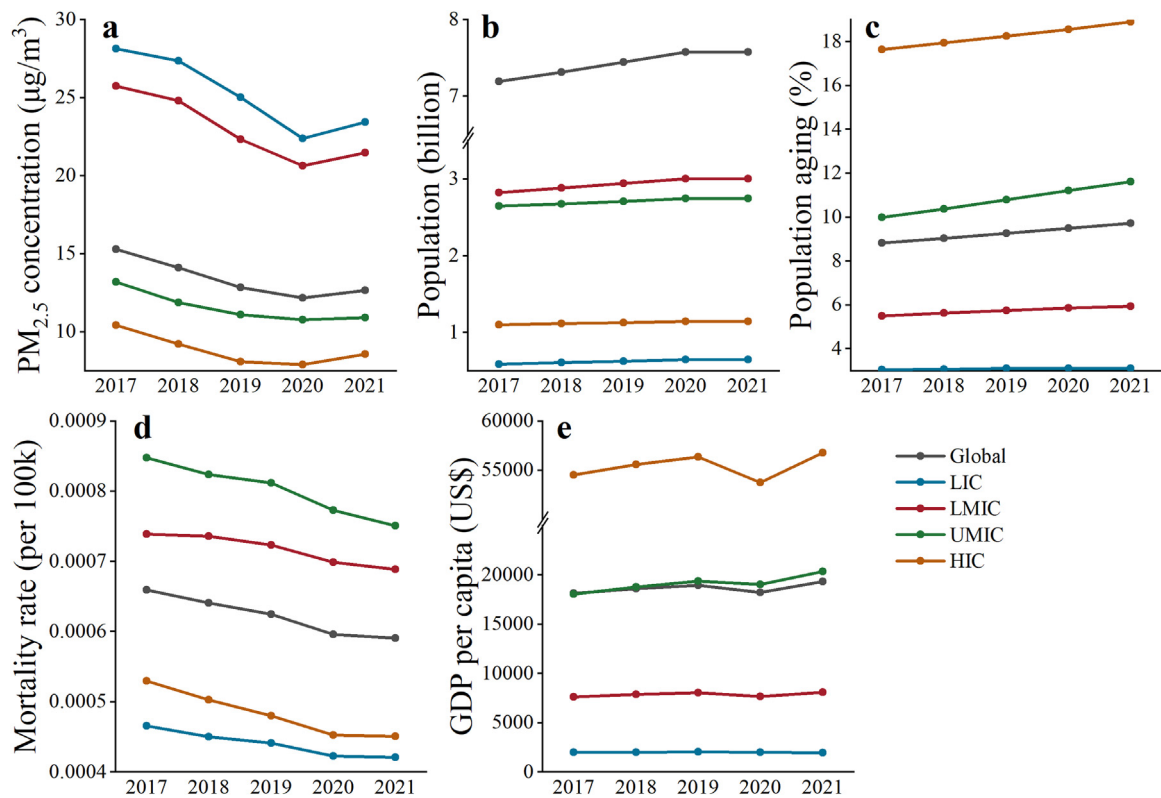 a
PM2.5 concentration (μg/m³)
30
25
20
15
10
2017 2018 2019 2020 2021
b
Population (billion)
8
7
3
2
1
2017 2018 2019 2020 2021
c
Population aging (%)
18
16
14
12
10
8
6
4
2017 2018 2019 2020 2021
d
Mortality rate (per 100k)
0.0009
0.0008
0.0007
0.0006
0.0005
0.0004
2017 2018 2019 2020 2021
e
GDP per capita (US$)
60000
55000
20000
15000
10000
5000
0
2017 2018 2019 2020 2021
Global
LIC
LMIC
UMIC
HIC